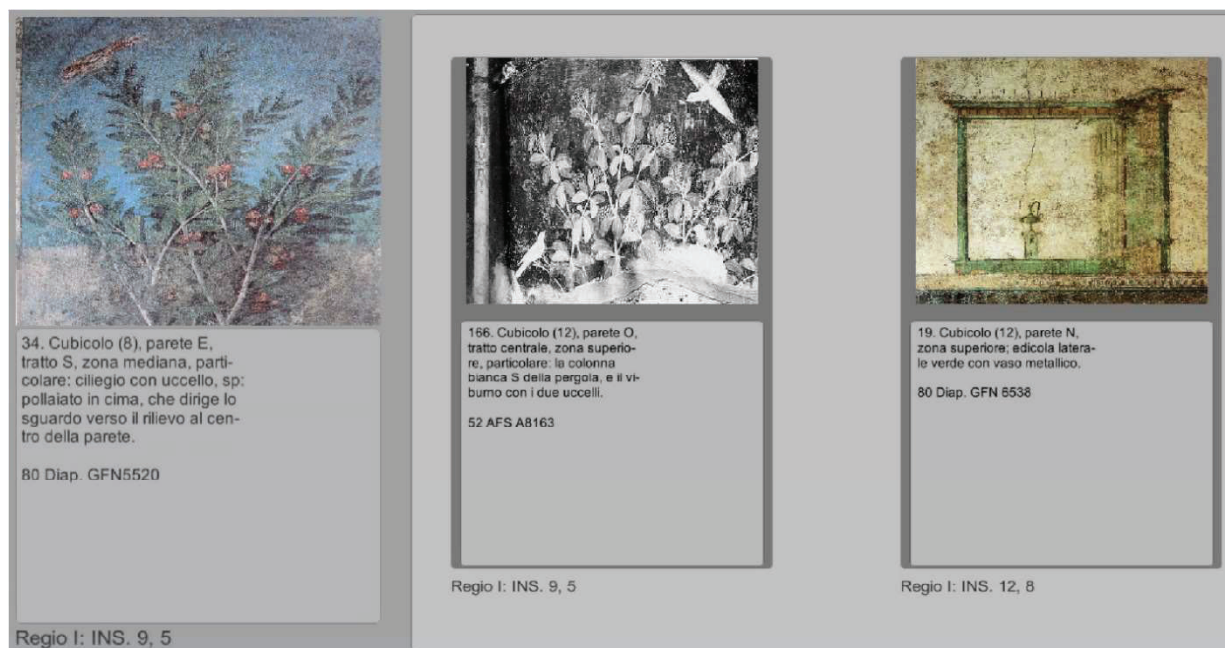 34. Cubicolo (8), parete E,
tratto S, zona mediana, parti-
colare: ciliegio con uccello, sp:
pollaiato in cima, che dirige lo
sguardo verso il rilievo al cen-
tro della parete.
80 Diap. GFN5520
Regio I: INS. 9, 5
166. Cubicolo (12), parete O,
tratto centrale, zona superio-
re, particolare: la colonna
bianca S della pergola, e il vi-
burno con i due uccelli.
52 AFS A8163
Regio I: INS. 9, 5
19. Cubicolo (12), parete N,
zona superiore; edicola latera-
le verde con vaso metallico.
80 Diap. GFN 6538
Regio I: INS. 12, 8